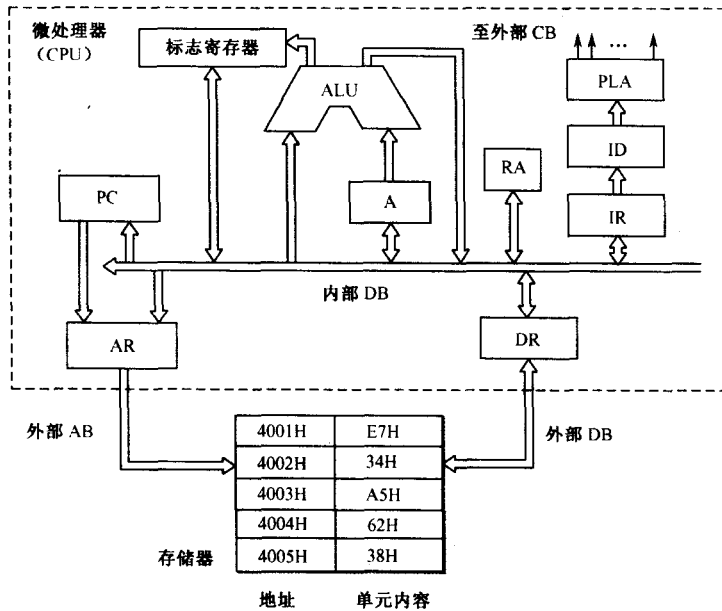 微处理器
（CPU）
标志寄存器
至外部 CB
...
PLA
ALU
ID
RA
PC
A
IR
内部 DB
AR
DR
外部 AB
外部 DB
4001H E7H
4002H 34H
4003H A5H
4004H 62H
4005H 38H
存储器
地址 单元内容